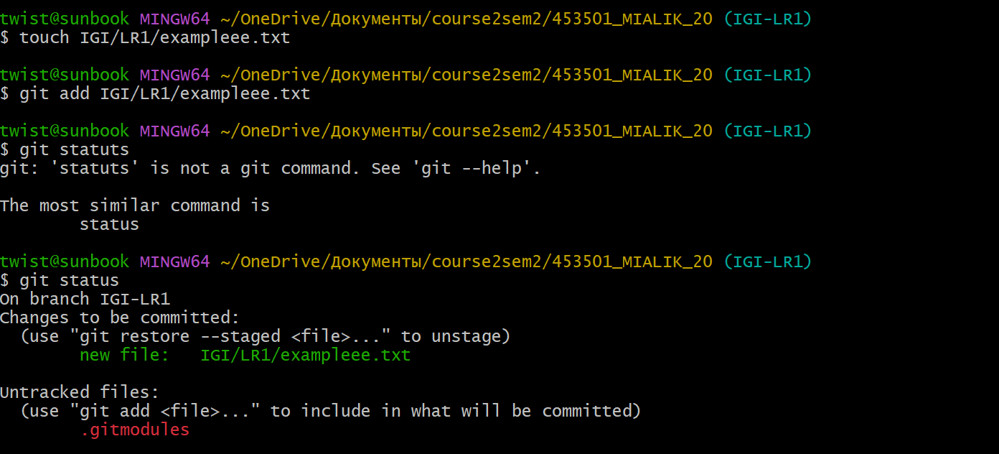 twist@sunbook MINGW64 ~/OneDrive/Документы/course2sem2/453501_MIALIK_20 (IGI-LR1)
$ touch IGI/LR1/exampleee.txt
twist@sunbook MINGW64 ~/OneDrive/Документы/course2sem2/453501_MIALIK_20 (IGI-LR1)
$ git add IGI/LR1/exampleee.txt
twist@sunbook MINGW64 ~/OneDrive/Документы/course2sem2/453501_MIALIK_20 (IGI-LR1)
$ git statuts
git: 'statuts' is not a git command. See 'git --help'.
The most similar command is
status
twist@sunbook MINGW64 ~/OneDrive/Документы/course2sem2/453501_MIALIK_20 (IGI-LR1)
$ git status
On branch IGI-LR1
Changes to be committed:
(use "git restore --staged <file>..." to unstage)
new file:   IGI/LR1/exampleee.txt
Untracked files:
(use "git add <file>..." to include in what will be committed)
.gitmodules